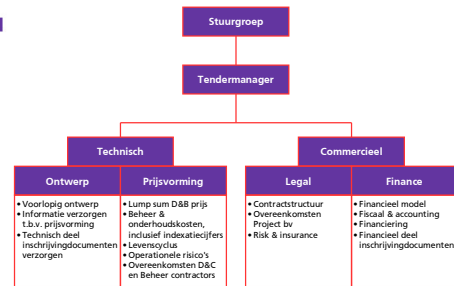 Stuurgroep
Tendermanager
Technisch
Commercieel
Ontwerp
Prijsvorming
Legal
Finance
• Voorlopig ontwerp
• Informatie verzorgen
t.b.v. prijsvorming
• Technisch deel
inschrijvingdocumenten
verzorgen
• Lump sum D&B prijs
• Beheer &
onderhoudskosten,
inclusief indexatiecijfers
• Levenscyclus
• Operationele risico's
• Overeenkomsten D&C
en Beheer contractors
• Contractstructuur
• Overeenkomsten
Project bv
• Risk & insurance
• Financieel model
• Fiscaal & accounting
• Financiering
• Financieel deel
inschrijvingdocumenten